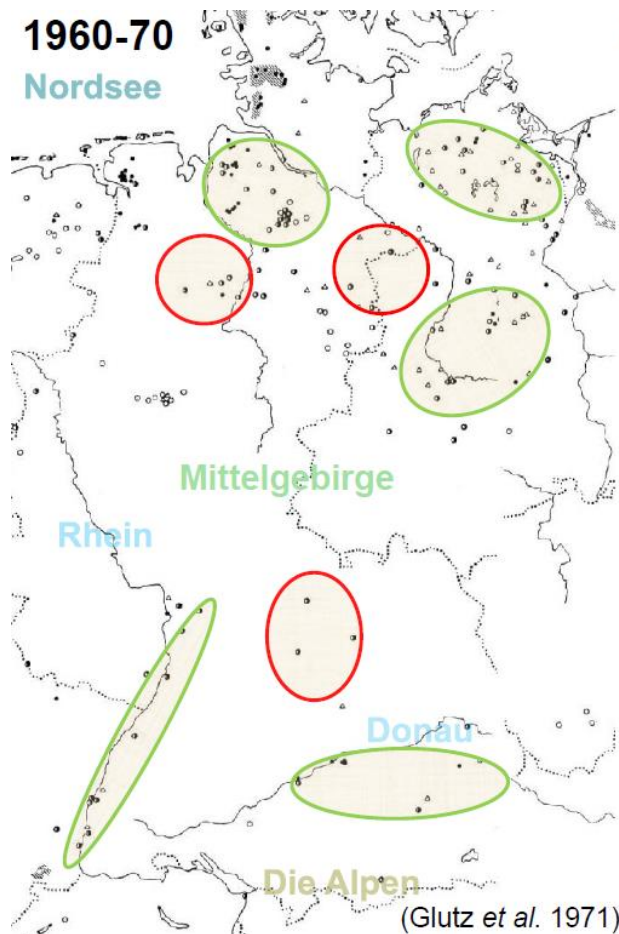 1960-70
Nordsee
Mittelgebirge
Rhein
Donau
Die Alpen
(Glutz et al. 1971)